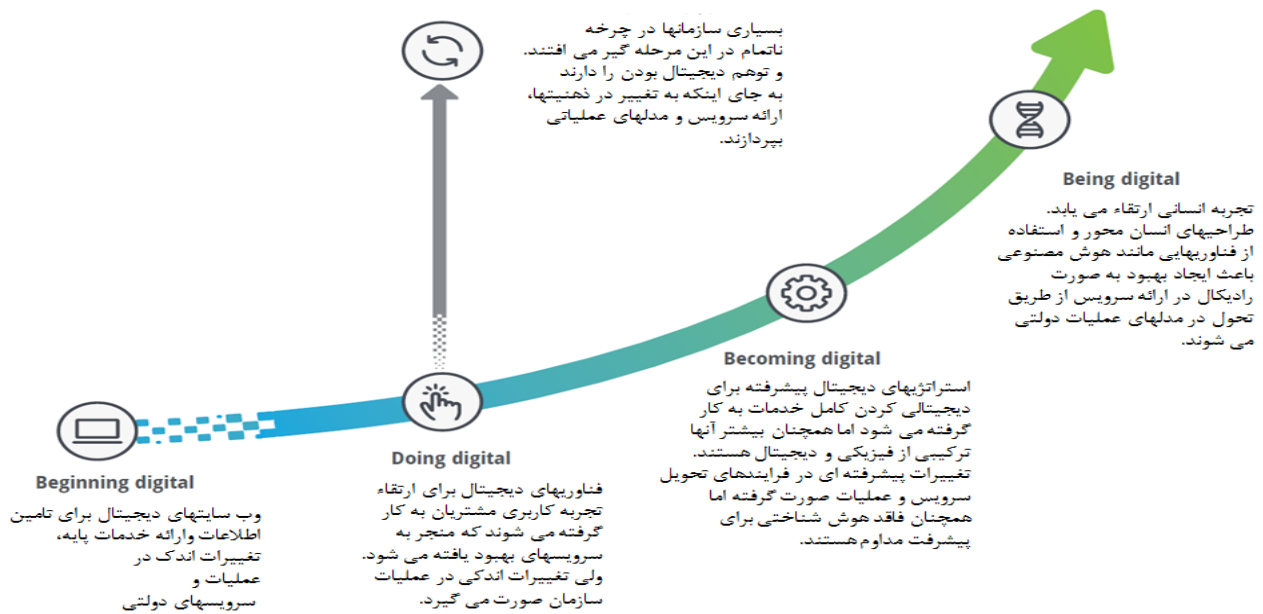 بسیاری سازمانها در چرخه
ناتمام در این مرحله گیر می افتند.
و توهم دیجیتال بودن را دارند
به جای اینکه به تغییر در ذهنیتها،
ارائه سرویس و مدلهای عملیاتی
بپردازند.
Beginning digital
وب سایتهای دیجیتال برای تامین
اطلاعات وارائه خدمات پایه،
تغییرات اندک در
عملیات و
سرویسهای دولتی
Doing digital
فناوریهای دیجیتال برای ارتقاء
تجربه کاربری مشتریان به کار
گرفته می شوند که منجر به
سرویسهای بهبود یافته می شود.
ولی تغییرات اندکی در عملیات
سازمان صورت می گیرد.
Becoming digital
استراتژیهای دیجیتال پیشرفته برای
دیجیتالی کردن کامل خدمات به کار
گرفته می شود اما همچنان بیشتر آنها
ترکیبی از فیزیکی و دیجیتال هستند.
تغییرات پیشرفته ای در فرایندهای تحویل
سرویس و عملیات صورت گرفته اما
همچنان فاقد هوش شناختی برای
پیشرفت مداوم هستند.
Being digital
تجربه انسانی ارتقاء می یابد.
طراحیهای انسان محور و استفاده
از فناوریهایی مانند هوش مصنوعی
باعث ایجاد بهبود به صورت
رادیکال در ارائه سرویس از طریق
تحول در مدلهای عملیات دولتی
می شوند.